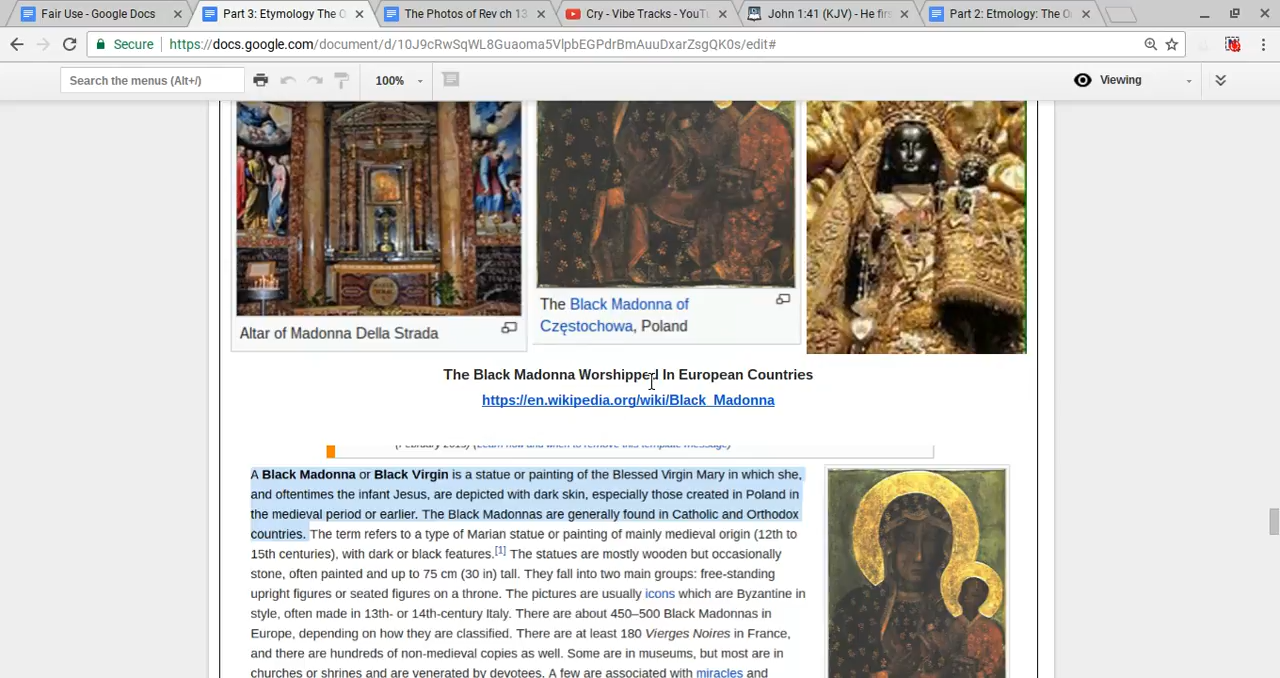 Fair Use - Google Docs
Part 3: Etymology The O
The Photos of Rev ch 13
Cry - Vibe Tracks - YouT
John 1:41 (KJV) - He firs
Part 2: Etmology: The O
Secure
https://docs.google.com/document/d/10J9cRwSqWL8Guaoma5VlpbEGPdrBmAuuDxarZsgQK0s/edit#
Search the menus (Alt+/)
100%
Viewing
Altar of Madonna Della Strada
The Black Madonna of
Częstochowa, Poland
The Black Madonna Worshipped In European Countries
https://en.wikipedia.org/wiki/Black_Madonna
(February 2015) (Learn how and when to remove this template message)
A Black Madonna or Black Virgin is a statue or painting of the Blessed Virgin Mary in which she,
and oftentimes the infant Jesus, are depicted with dark skin, especially those created in Poland in
the medieval period or earlier. The Black Madonnas are generally found in Catholic and Orthodox
countries. The term refers to a type of Marian statue or painting of mainly medieval origin (12th to
15th centuries), with dark or black features.[1] The statues are mostly wooden but occasionally
stone, often painted and up to 75 cm (30 in) tall. They fall into two main groups: free-standing
upright figures or seated figures on a throne. The pictures are usually icons which are Byzantine in
style, often made in 13th- or 14th-century Italy. There are about 450–500 Black Madonnas in
Europe, depending on how they are classified. There are at least 180 Vierges Noires in France,
and there are hundreds of non-medieval copies as well. Some are in museums, but most are in
churches or shrines and are venerated by devotees. A few are associated with miracles and